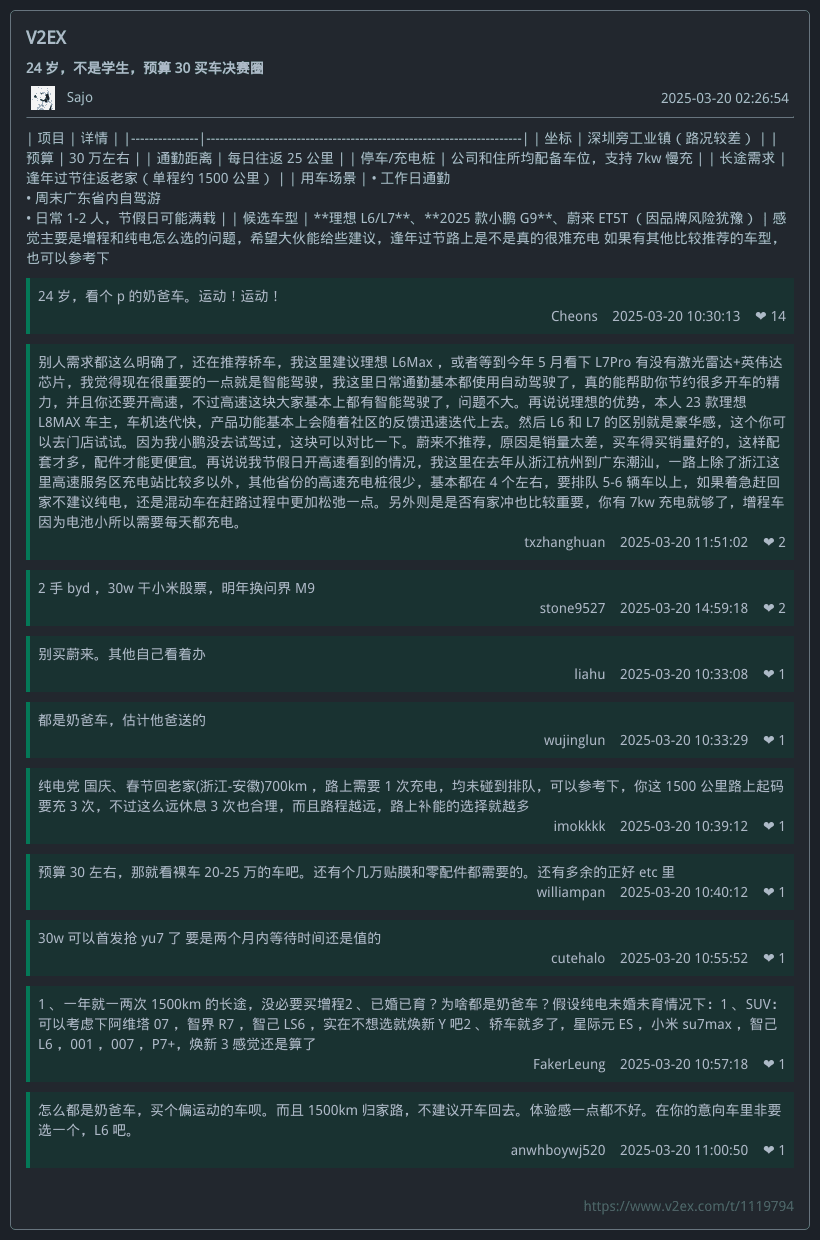 V2EX
24 岁，不是学生，预算 30 买车决赛圈
Sajo 2025-03-20 02:26:54
| 项目 | 详情 | |---------------|----------------------------------------------------------------------| | 坐标 | 深圳旁工业镇（路况较差） | |
预算 | 30 万左右 | | 通勤距离 | 每日往返 25 公里 | | 停车/充电桩 | 公司和住所均配备车位，支持 7kw 慢充 | | 长途需求 |
逢年过节往返老家（单程约 1500 公里） | | 用车场景 | • 工作日通勤
• 周末广东省内自驾游
• 日常 1-2 人，节假日可能满载 | | 候选车型 | **理想 L6/L7**、**2025 款小鹏 G9**、蔚来 ET5T（因品牌风险犹豫） | 感
觉主要是增程和纯电怎么选的问题，希望大伙能给些建议，逢年过节路上是不是真的很难充电 如果有其他比较推荐的车型，
也可以参考下
24 岁，看个 p 的奶爸车。运动！运动！
Cheons 2025-03-20 10:30:13 ❤ 14
别人需求都这么明确了，还在推荐轿车，我这里建议理想 L6Max ，或者等到今年 5 月看下 L7Pro 有没有激光雷达+英伟达
芯片，我觉得现在很重要的一点就是智能驾驶，我这里日常通勤基本都使用自动驾驶了，真的能帮助你节约很多开车的精
力，并且你还要开高速，不过高速这块大家基本上都有智能驾驶了，问题不大。再说说理想的优势，本人 23 款理想
L8MAX 车主，车机迭代快，产品功能基本上会随着社区的反馈迅速迭代上去。然后 L6 和 L7 的区别就是豪华感，这个你可
以去门店试试。因为我小鹏没去试驾过，这块可以对比一下。蔚来不推荐，原因是销量太差，买车得买销量好的，这样配
套才多，配件才能更便宜。再说说我节假日开高速看到的情况，我这里在去年从浙江杭州到广东潮汕，一路上除了浙江这
里高速服务区充电站比较多以外，其他省份的高速充电桩很少，基本都在 4 个左右，要排队 5-6 辆车以上，如果着急赶回
家不建议纯电，还是混动车在赶路过程中更加松弛一点。另外则是是否有家冲也比较重要，你有 7kw 充电就够了，增程车
因为电池小所以需要每天都充电。
txzhanghuan 2025-03-20 11:51:02 ❤ 2
2 手 byd ，30w 干小米股票，明年换问界 M9
stone9527 2025-03-20 14:59:18 ❤ 2
别买蔚来。其他自己看着办
liahu 2025-03-20 10:33:08 ❤ 1
都是奶爸车，估计他爸送的
wujinglun 2025-03-20 10:33:29 ❤ 1
纯电党 国庆、春节回老家(浙江-安徽)700km ，路上需要 1 次充电，均未碰到排队，可以参考下，你这 1500 公里路上起码
要充 3 次，不过这么远休息 3 次也合理，而且路程越远，路上补能的选择就越多
imokkkk 2025-03-20 10:39:12 ❤ 1
预算 30 左右，那就看裸车 20-25 万的车吧。还有个几万贴膜和零配件都需要的。还有多余的正好 etc 里
williampan 2025-03-20 10:40:12 ❤ 1
30w 可以首发抢 yu7 了 要是两个月内等待时间还是值的
cutehalo 2025-03-20 10:55:52 ❤ 1
1 、一年就一两次 1500km 的长途，没必要买增程2 、已婚已育？为啥都是奶爸车？假设纯电未婚未育情况下：1 、SUV：
可以考虑下阿维塔 07 ，智界 R7 ，智己 LS6 ，实在不想选就焕新 Y 吧2 、轿车就多了，星际元 ES ，小米 su7max ，智己
L6 ，001 ，007 ，P7+，焕新 3 感觉还是算了
FakerLeung 2025-03-20 10:57:18 ❤ 1
怎么都是奶爸车，买个偏运动的车呗。而且 1500km 归家路，不建议开车回去。体验感一点都不好。在你的意向车里非要
选一个，L6 吧。
anwhboywj520 2025-03-20 11:00:50 ❤ 1
https://www.v2ex.com/t/1119794